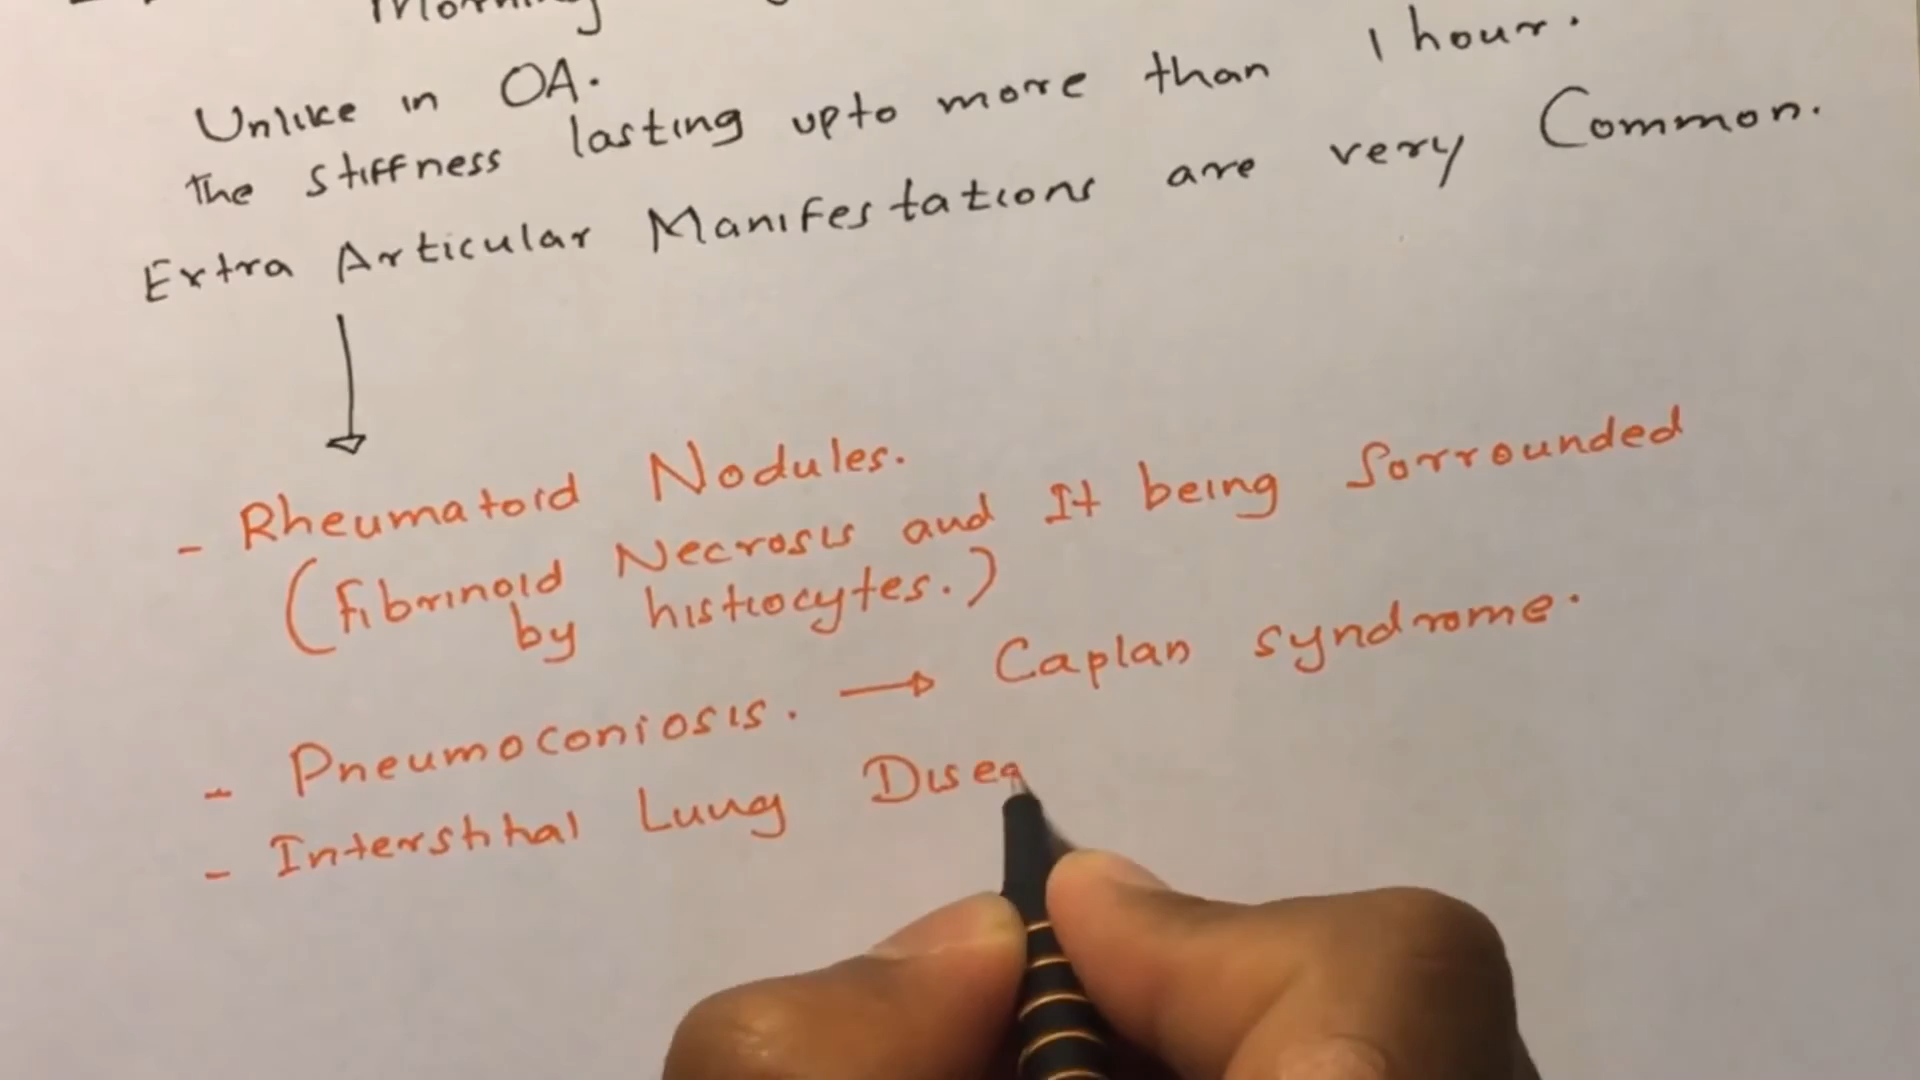 Morning
Unlike in OA.
The stiffness lasting upto more than 1 hour.
Extra Articular Manifestations are very Common.
- Rheumatoid Nodules.
(Fibrinoid Necrosis and It being Sorrounded
by histiocytes.)
- Pneumoconiosis. → Caplan syndrome.
- Interstitial Lung Disea